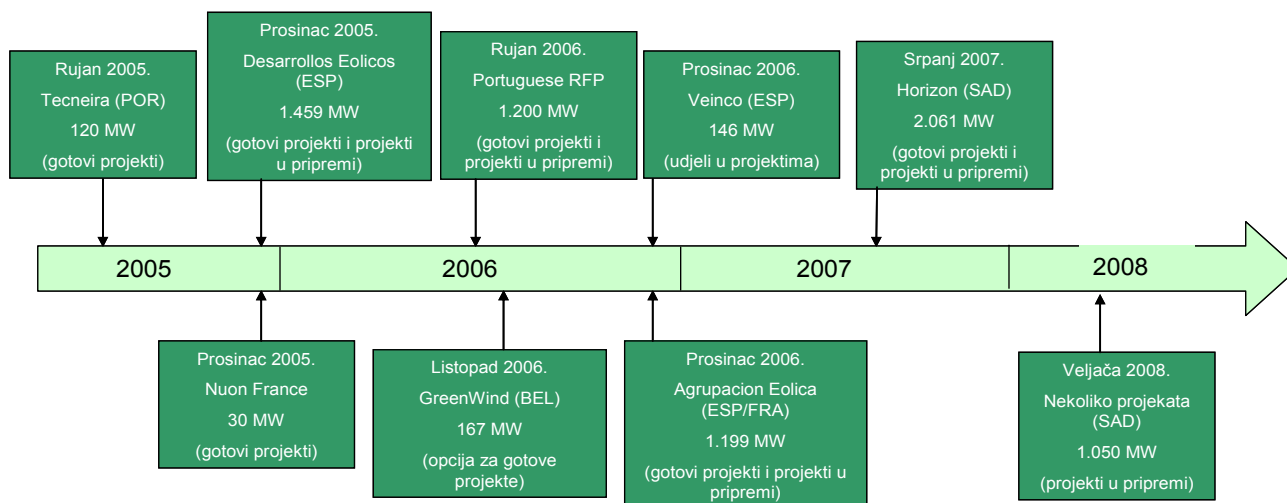 Rujan 2005.
Tecneira (POR)
120 MW
(gotovi projekti)
Prosinac 2005.
Desarrollos Eolicos
(ESP)
1.459 MW
(gotovi projekti i projekti
u pripremi)
Rujan 2006.
Portuguese RFP
1.200 MW
(gotovi projekti i
projekti u pripremi)
Prosinac 2006.
Veinco (ESP)
146 MW
(udjeli u projektima)
Srpanj 2007.
Horizon (SAD)
2.061 MW
(gotovi projekti i
projekti u pripremi)
2005
2006
2007
2008
Prosinac 2005.
Nuon France
30 MW
(gotovi projekti)
Listopad 2006.
GreenWind (BEL)
167 MW
(opcija za gotove
projekte)
Prosinac 2006.
Agrupacion Eolica
(ESP/FRA)
1.199 MW
(gotovi projekti i projekti u
pripremi)
Veljača 2008.
Nekoliko projekata
(SAD)
1.050 MW
(projekti u pripremi)